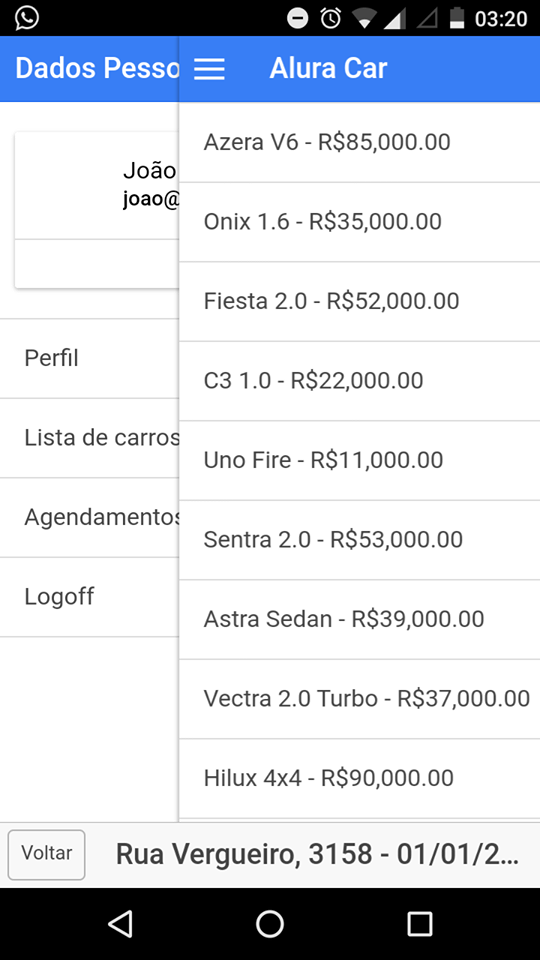 03:20
Dados Pesso
Alura Car
João
joao@
Perfil
Lista de carros
Agendamentos
Logoff
Azera V6 - R$85,000.00
Onix 1.6 - R$35,000.00
Fiesta 2.0 - R$52,000.00
C3 1.0 - R$22,000.00
Uno Fire - R$11,000.00
Sentra 2.0 - R$53,000.00
Astra Sedan - R$39,000.00
Vectra 2.0 Turbo - R$37,000.00
Hilux 4x4 - R$90,000.00
Voltar
Rua Vergueiro, 3158 - 01/01/2...